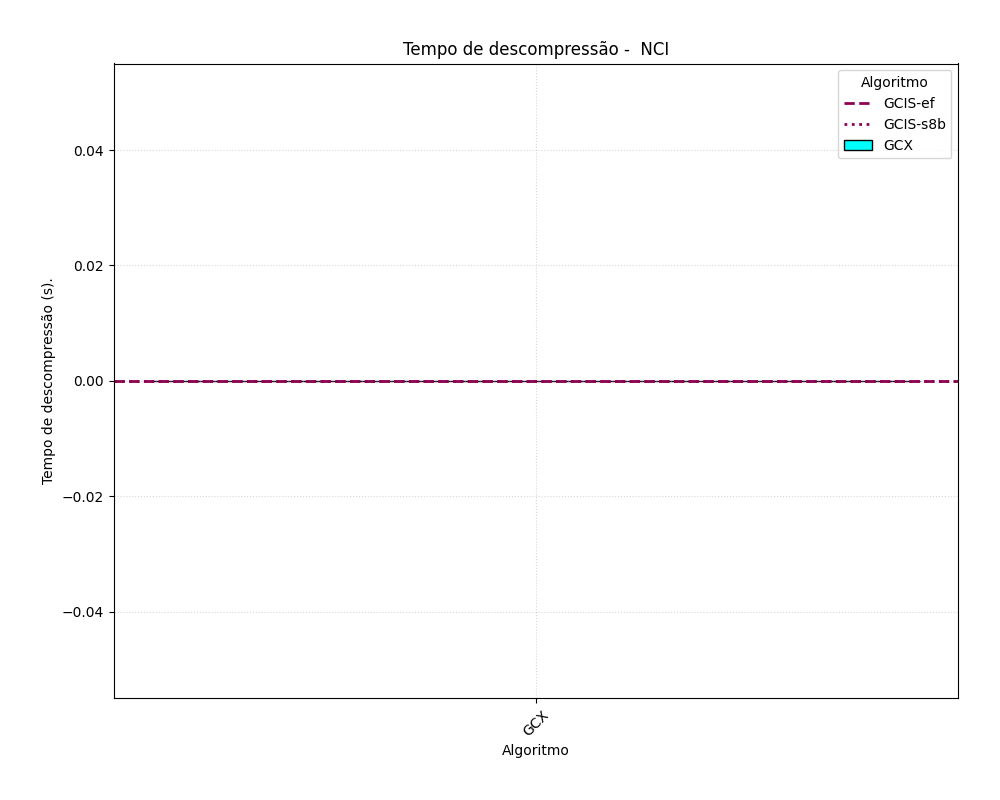 Tempo de descompressão -  NCI
Algoritmo
GCIS-ef
GCIS-s8b
GCX
0.04
0.02
0.00
−0.02
−0.04
Tempo de descompressão (s).
GCX
Algoritmo